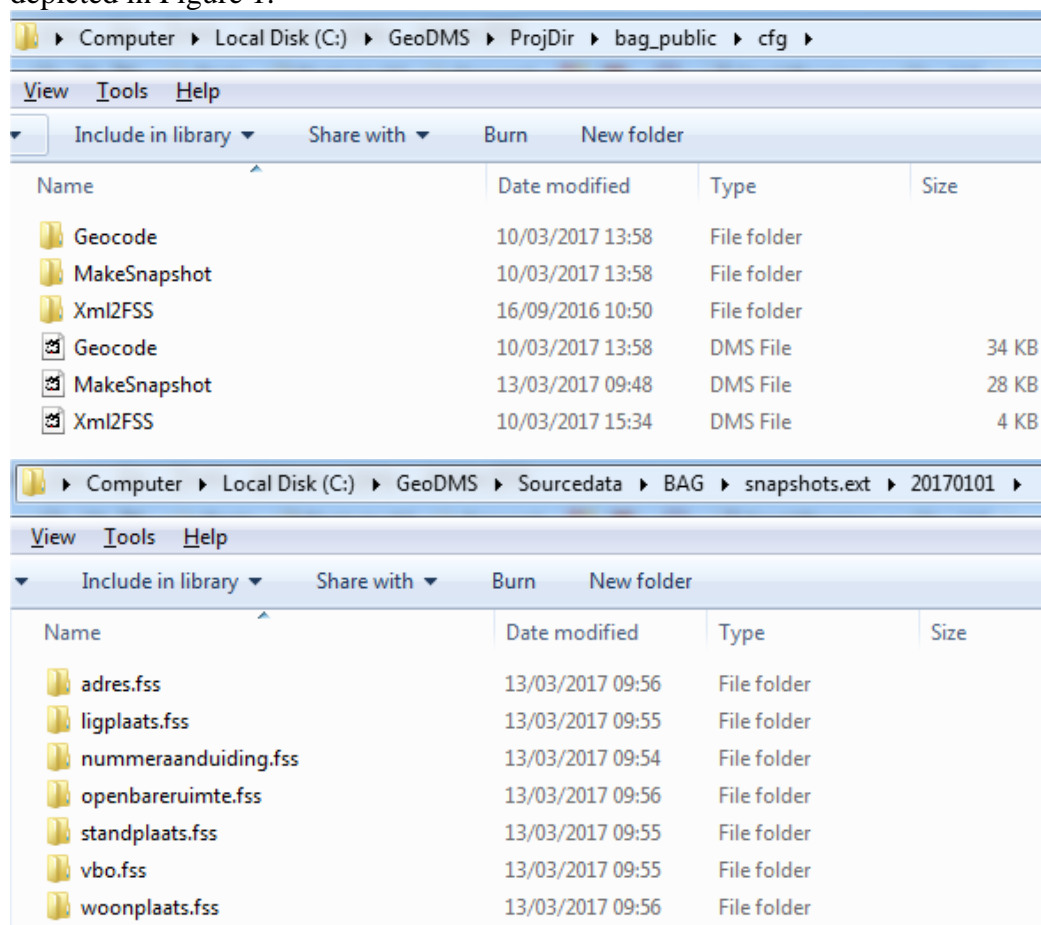 depicted in Figure 1.
Computer Local Disk (C:) GeoDMS ProjDir bag_public cfg
View Tools Help
Include in library Share with Burn New folder
Name Date modified Type Size
Geocode 10/03/2017 13:58 File folder
MakeSnapshot 10/03/2017 13:58 File folder
Xml2FSS 16/09/2016 10:50 File folder
Geocode 10/03/2017 13:58 DMS File 34 KB
MakeSnapshot 13/03/2017 09:48 DMS File 28 KB
Xml2FSS 10/03/2017 15:34 DMS File 4 KB
Computer Local Disk (C:) GeoDMS Sourcedata BAG snapshots.ext 20170101
View Tools Help
Include in library Share with Burn New folder
Name Date modified Type Size
adres.fss 13/03/2017 09:56 File folder
ligplaats.fss 13/03/2017 09:55 File folder
nummeraanduiding.fss 13/03/2017 09:54 File folder
openbareruimte.fss 13/03/2017 09:56 File folder
standplaats.fss 13/03/2017 09:55 File folder
vbo.fss 13/03/2017 09:55 File folder
woonplaats.fss 13/03/2017 09:56 File folder